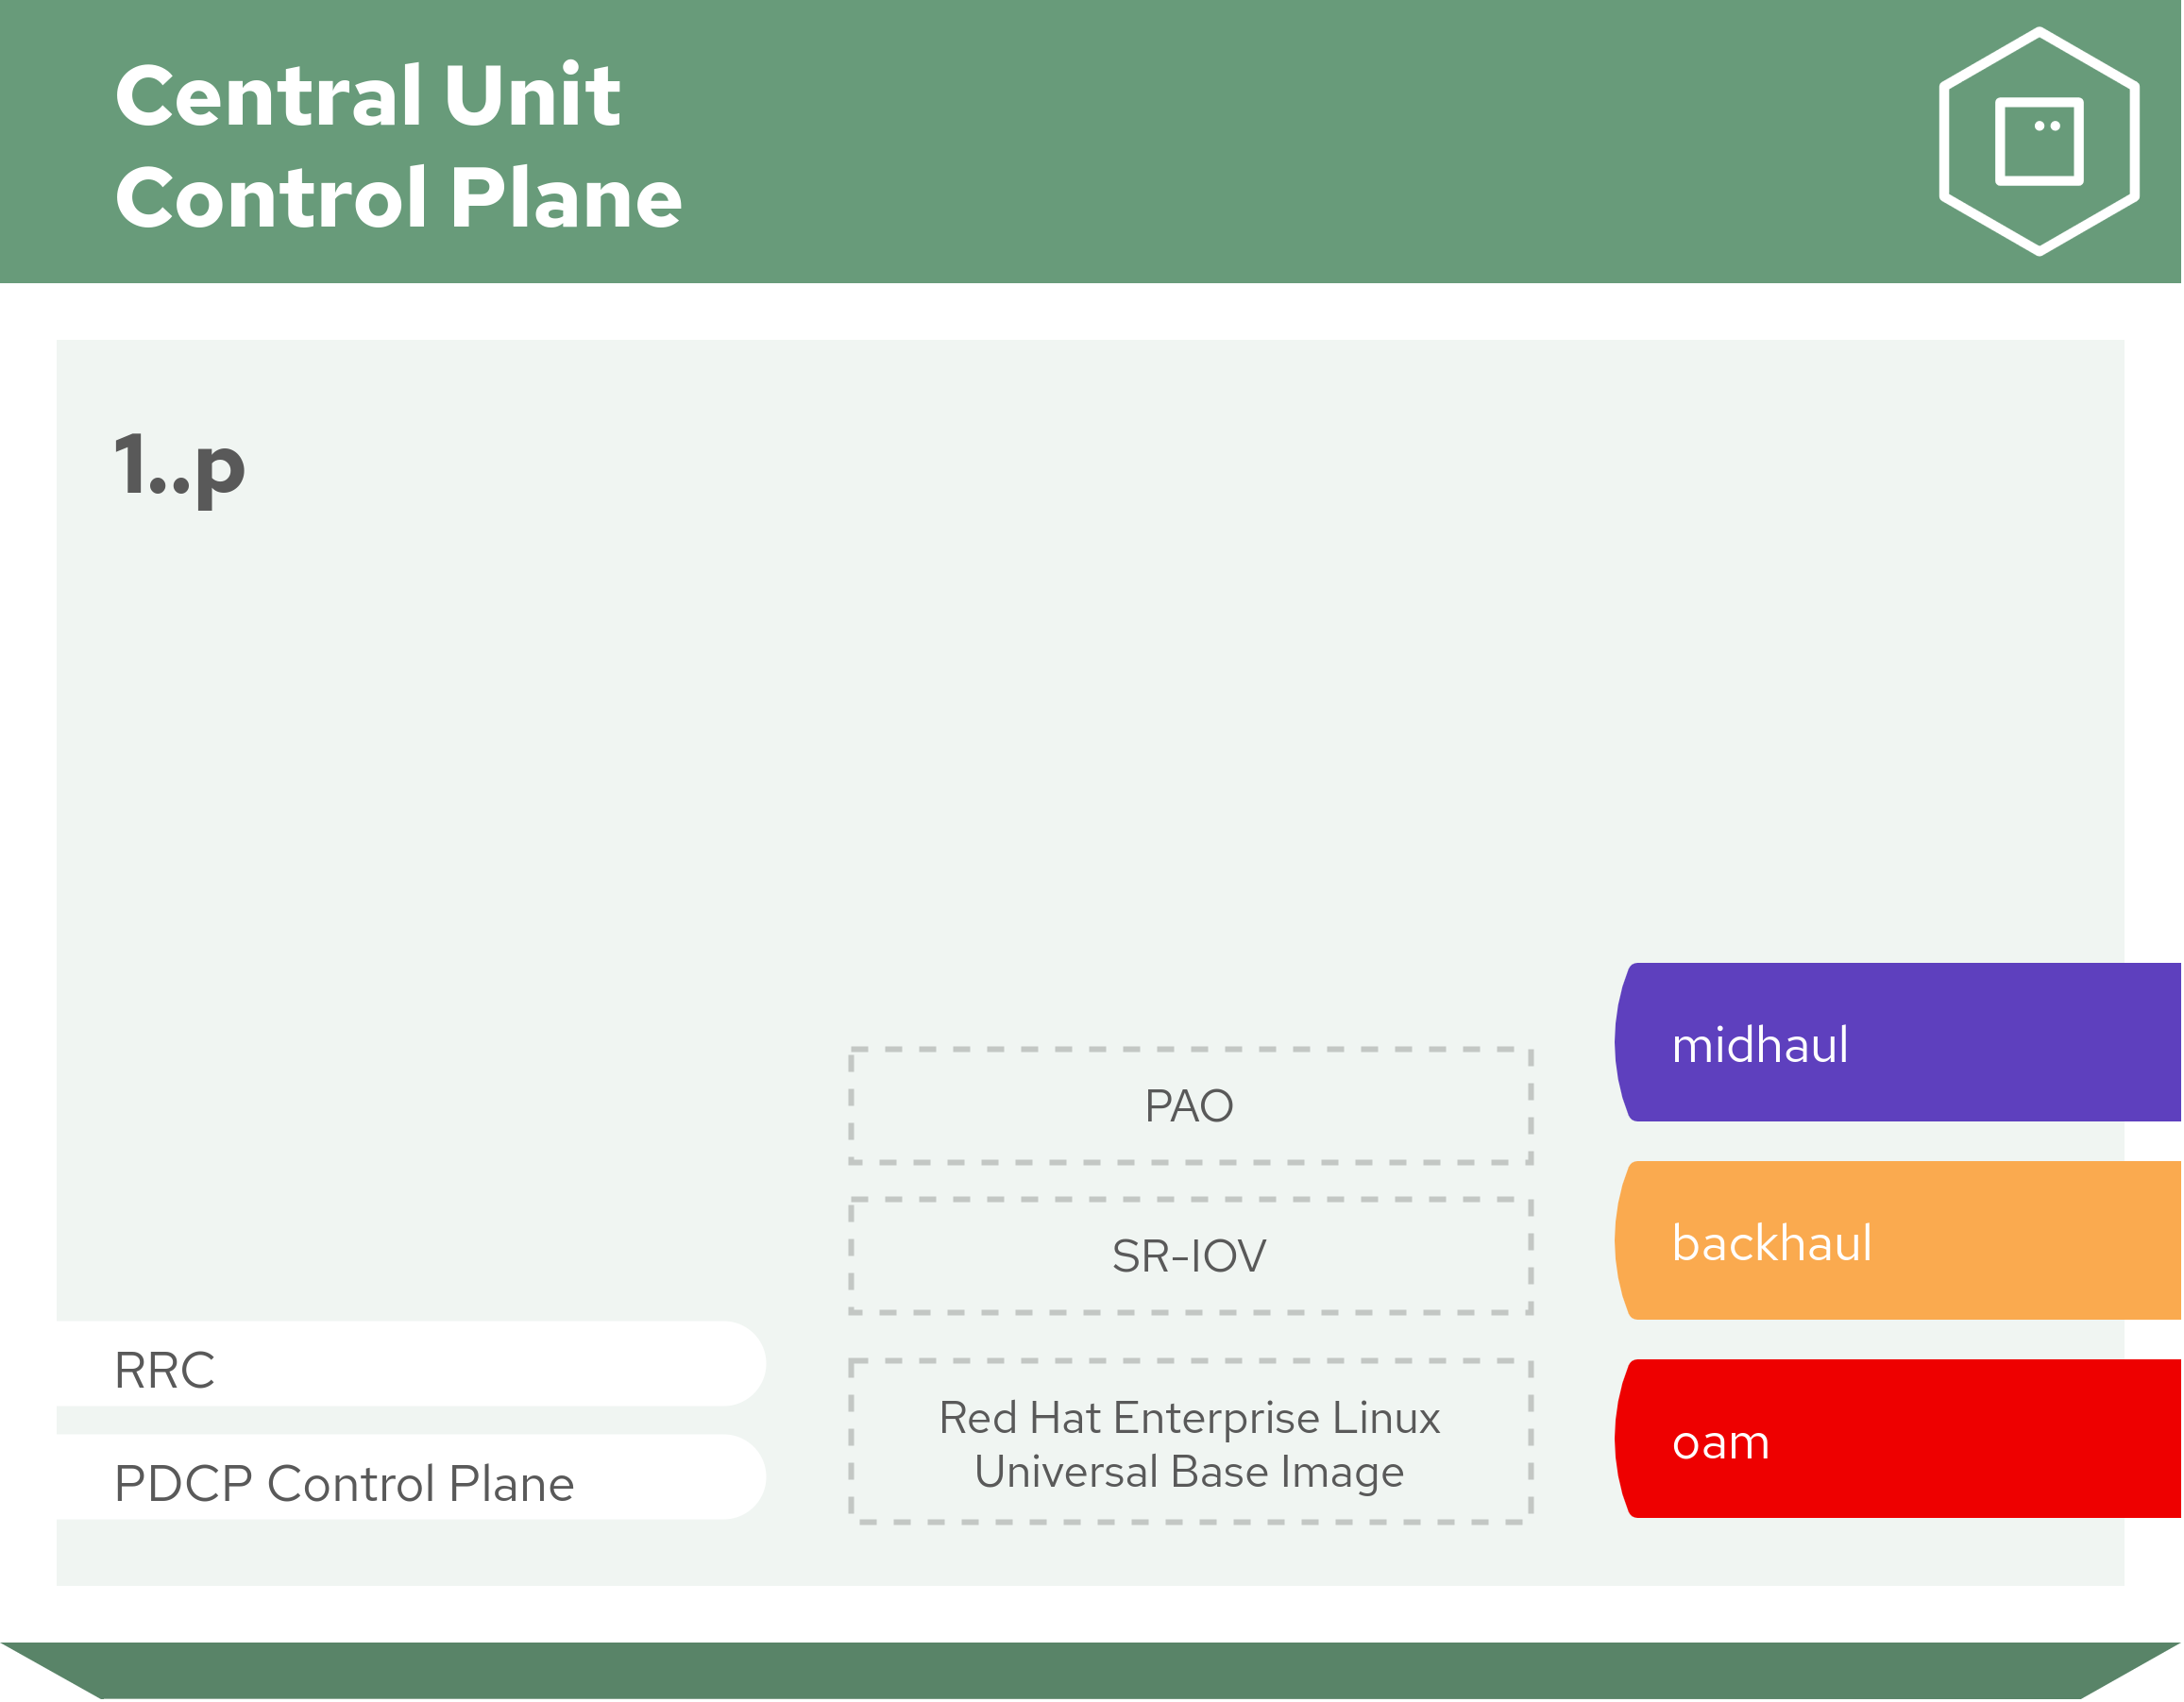 Central Unit
Control Plane
1..p
midhaul
PAO
backhaul
SR-IOV
RRC
Red Hat Enterprise Linux
Universal Base Image
oam
PDCP Control Plane